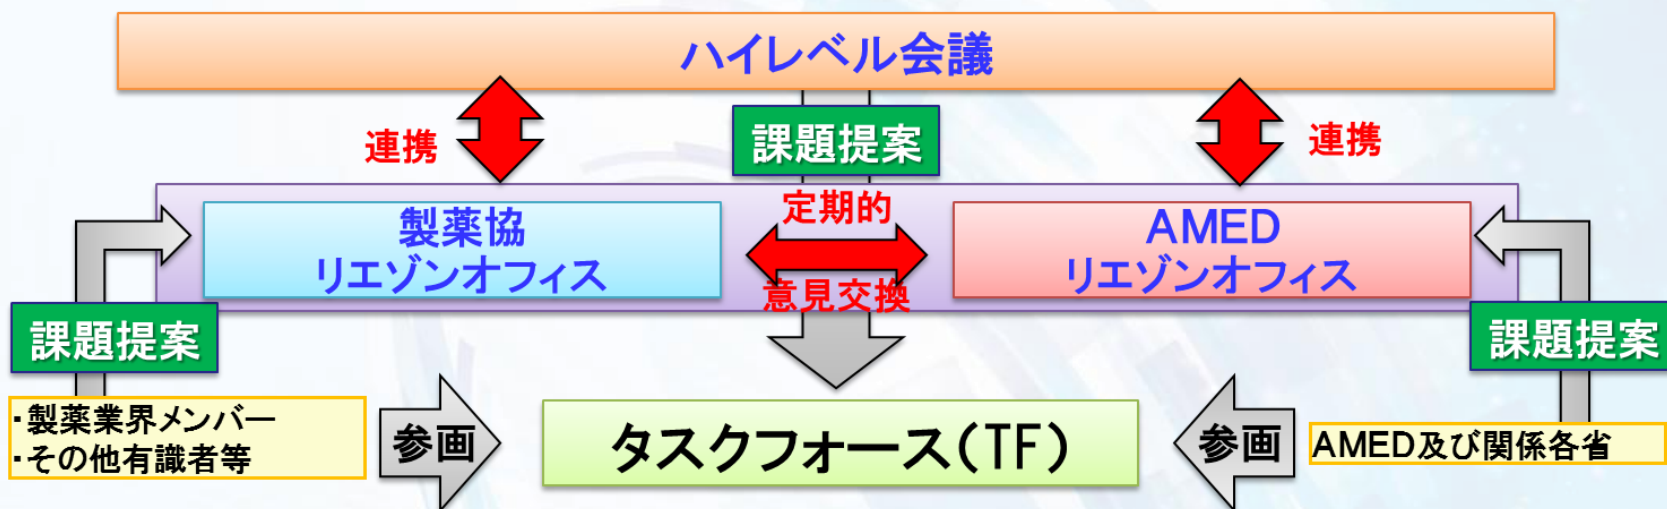 ハイレベル会議
連携
課題提案
連携
製薬協
リエゾンオフィス
定期的
意見交換
AMED
リエゾンオフィス
課題提案
課題提案
・製薬業界メンバー
・その他有識者等
参画
タスクフォース(TF)
参画
AMED及び関係各省